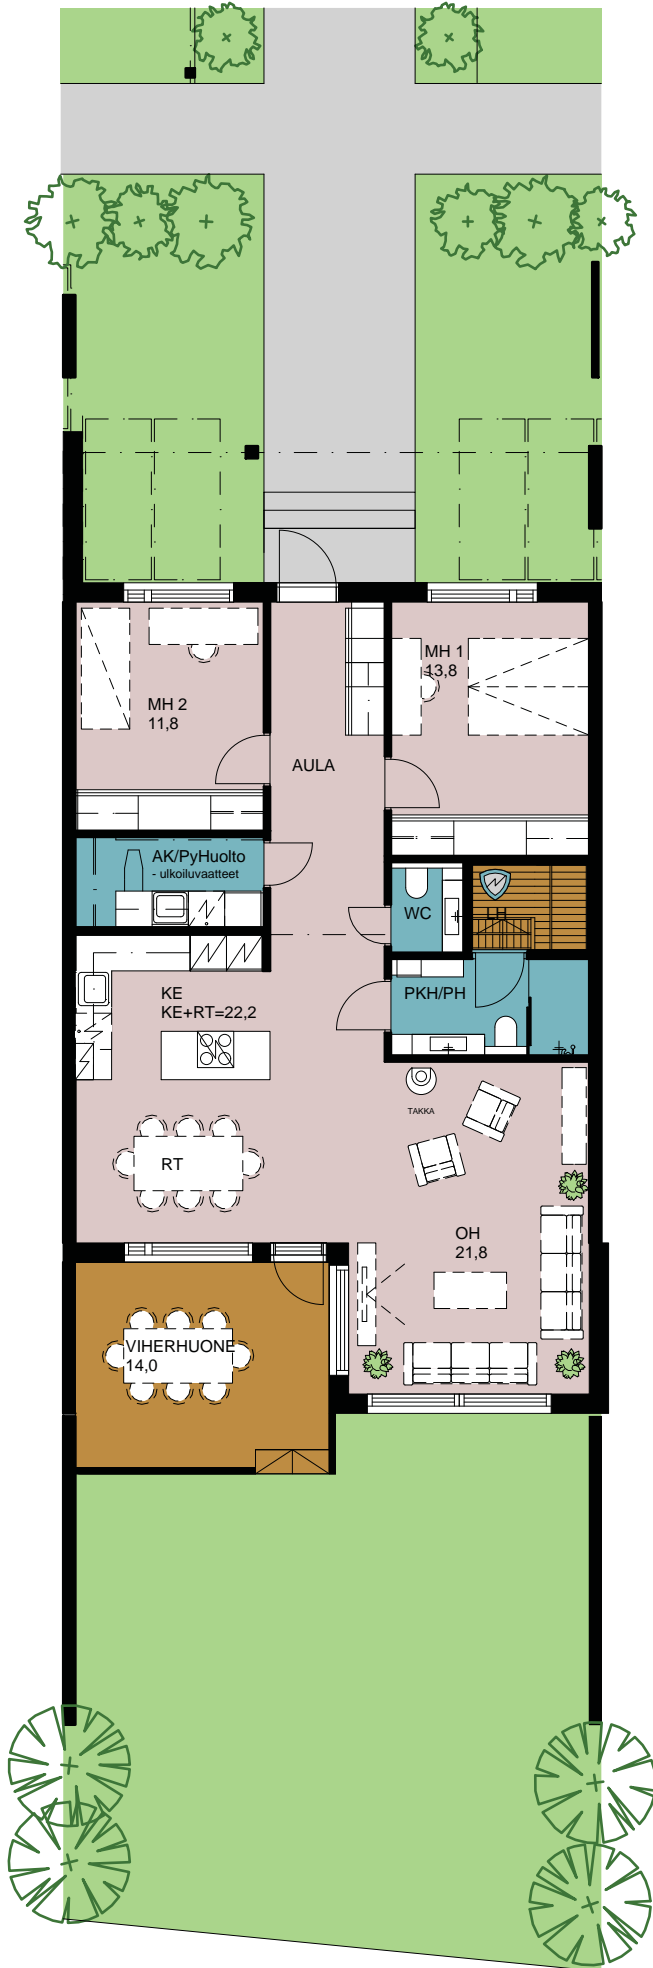 MH 1
13,8
MH 2
11,8
AULA
AK/PyHuolto
- ulkoiluvaatteet
WC
LH
KE
KE+RT=22,2
PKH/PH
TAKKA
RT
OH
21,8
VIHERHUONE
14,0